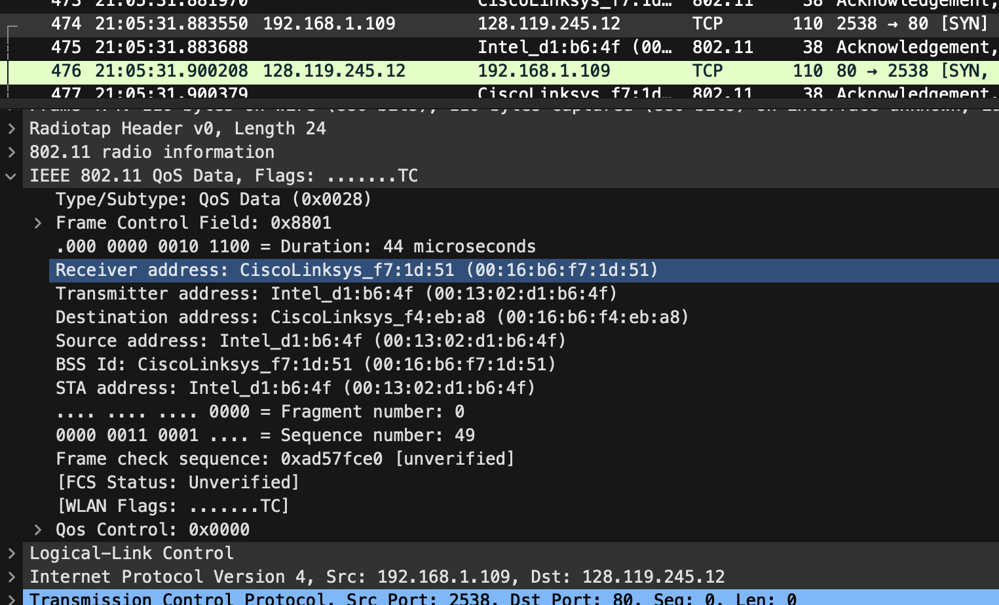 473 21:05:31.881970 CiscoLinksys_f7:1d… 802.11 38 Acknowledgement,
474 21:05:31.883550 192.168.1.109 128.119.245.12 TCP 110 2538 → 80 [SYN]
475 21:05:31.883688 Intel_d1:b6:4f (00… 802.11 38 Acknowledgement,
476 21:05:31.900208 128.119.245.12 192.168.1.109 TCP 110 80 → 2538 [SYN,
477 21:05:31.900379 CiscoLinksys_f7:1d… 802.11 38 Acknowledgement,
Radiotap Header v0, Length 24
802.11 radio information
IEEE 802.11 QoS Data, Flags: .......TC
Type/Subtype: QoS Data (0x0028)
Frame Control Field: 0x8801
.000 0000 0010 1100 = Duration: 44 microseconds
Receiver address: CiscoLinksys_f7:1d:51 (00:16:b6:f7:1d:51)
Transmitter address: Intel_d1:b6:4f (00:13:02:d1:b6:4f)
Destination address: CiscoLinksys_f4:eb:a8 (00:16:b6:f4:eb:a8)
Source address: Intel_d1:b6:4f (00:13:02:d1:b6:4f)
BSS Id: CiscoLinksys_f7:1d:51 (00:16:b6:f7:1d:51)
STA address: Intel_d1:b6:4f (00:13:02:d1:b6:4f)
.... .... .... 0000 = Fragment number: 0
0000 0011 0001 .... = Sequence number: 49
Frame check sequence: 0xad57fce0 [unverified]
[FCS Status: Unverified]
[WLAN Flags: .......TC]
Qos Control: 0x0000
Logical-Link Control
Internet Protocol Version 4, Src: 192.168.1.109, Dst: 128.119.245.12
Transmission Control Protocol, Src Port: 2538, Dst Port: 80, Seq: 0, Len: 0